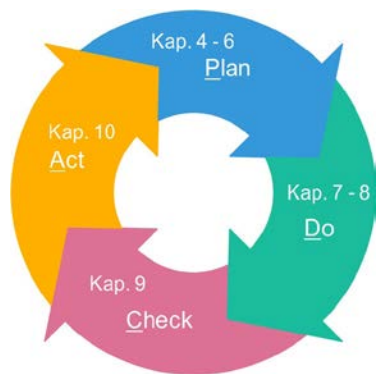 Kap. 4 - 6
Plan
Kap. 7 - 8
Do
Kap. 9
Check
Kap. 10
Act